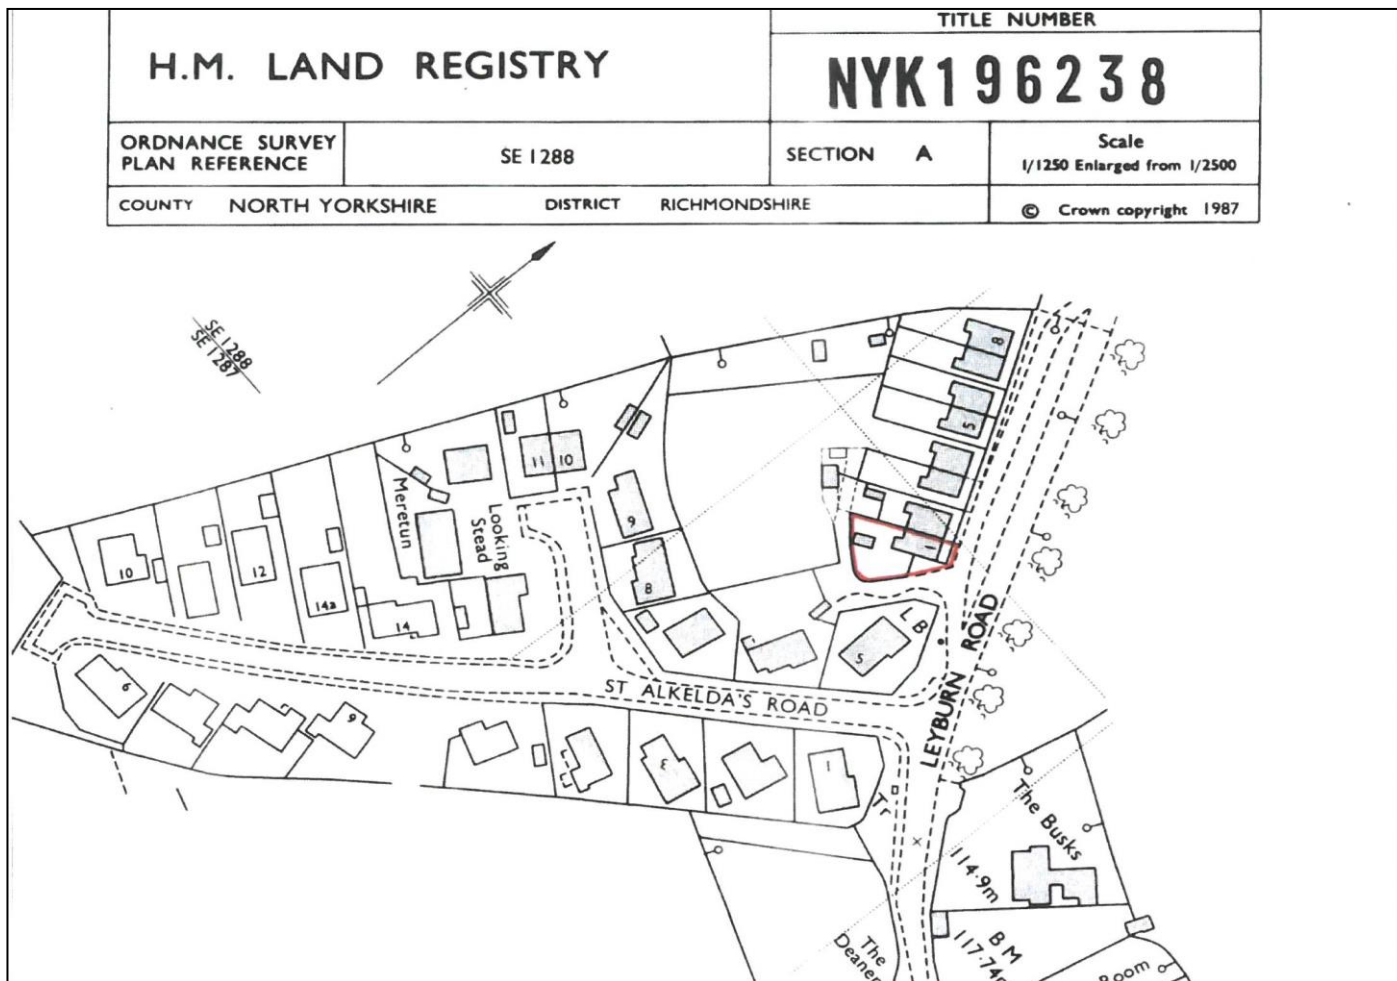 TITLE NUMBER
H.M. LAND REGISTRY
NYK196238
ORDNANCE SURVEY
PLAN REFERENCE
SE 1288
SECTION A
Scale
1/1250 Enlarged from 1/2500
COUNTY NORTH YORKSHIRE
DISTRICT RICHMONDSHIRE
© Crown copyright 1987
SE 1288
SE 1287
8
5
1
11 10
9
8
Meretun
Looking
Stead
10
12
14a
14
LB
5
LEYBURN ROAD
ST ALKELDA'S ROAD
9
6
3
1
Tr
The Busks
114.9m
BM
The
117.74
Room